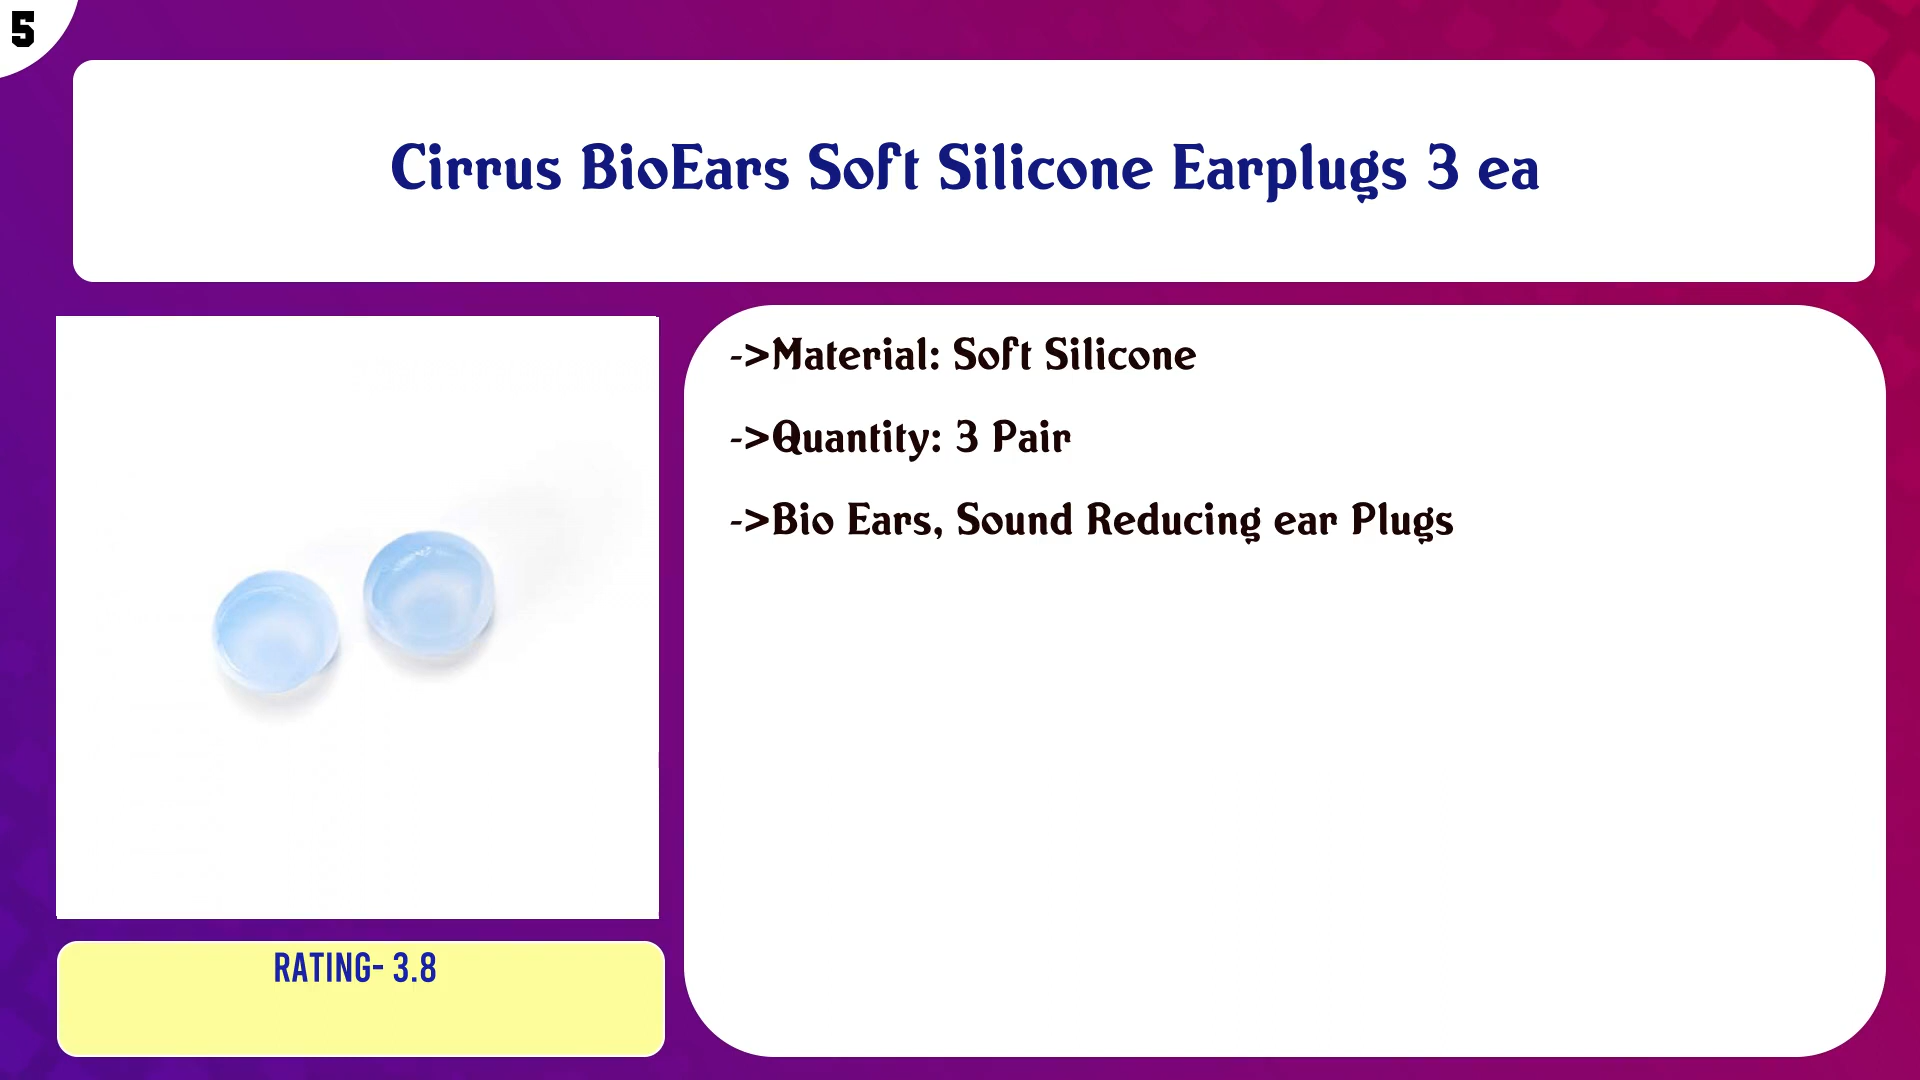 5
Cirrus BioEars Soft Silicone Earplugs 3 ea
->Material: Soft Silicone
->Quantity: 3 Pair
->Bio Ears, Sound Reducing ear Plugs
RATING- 3.8